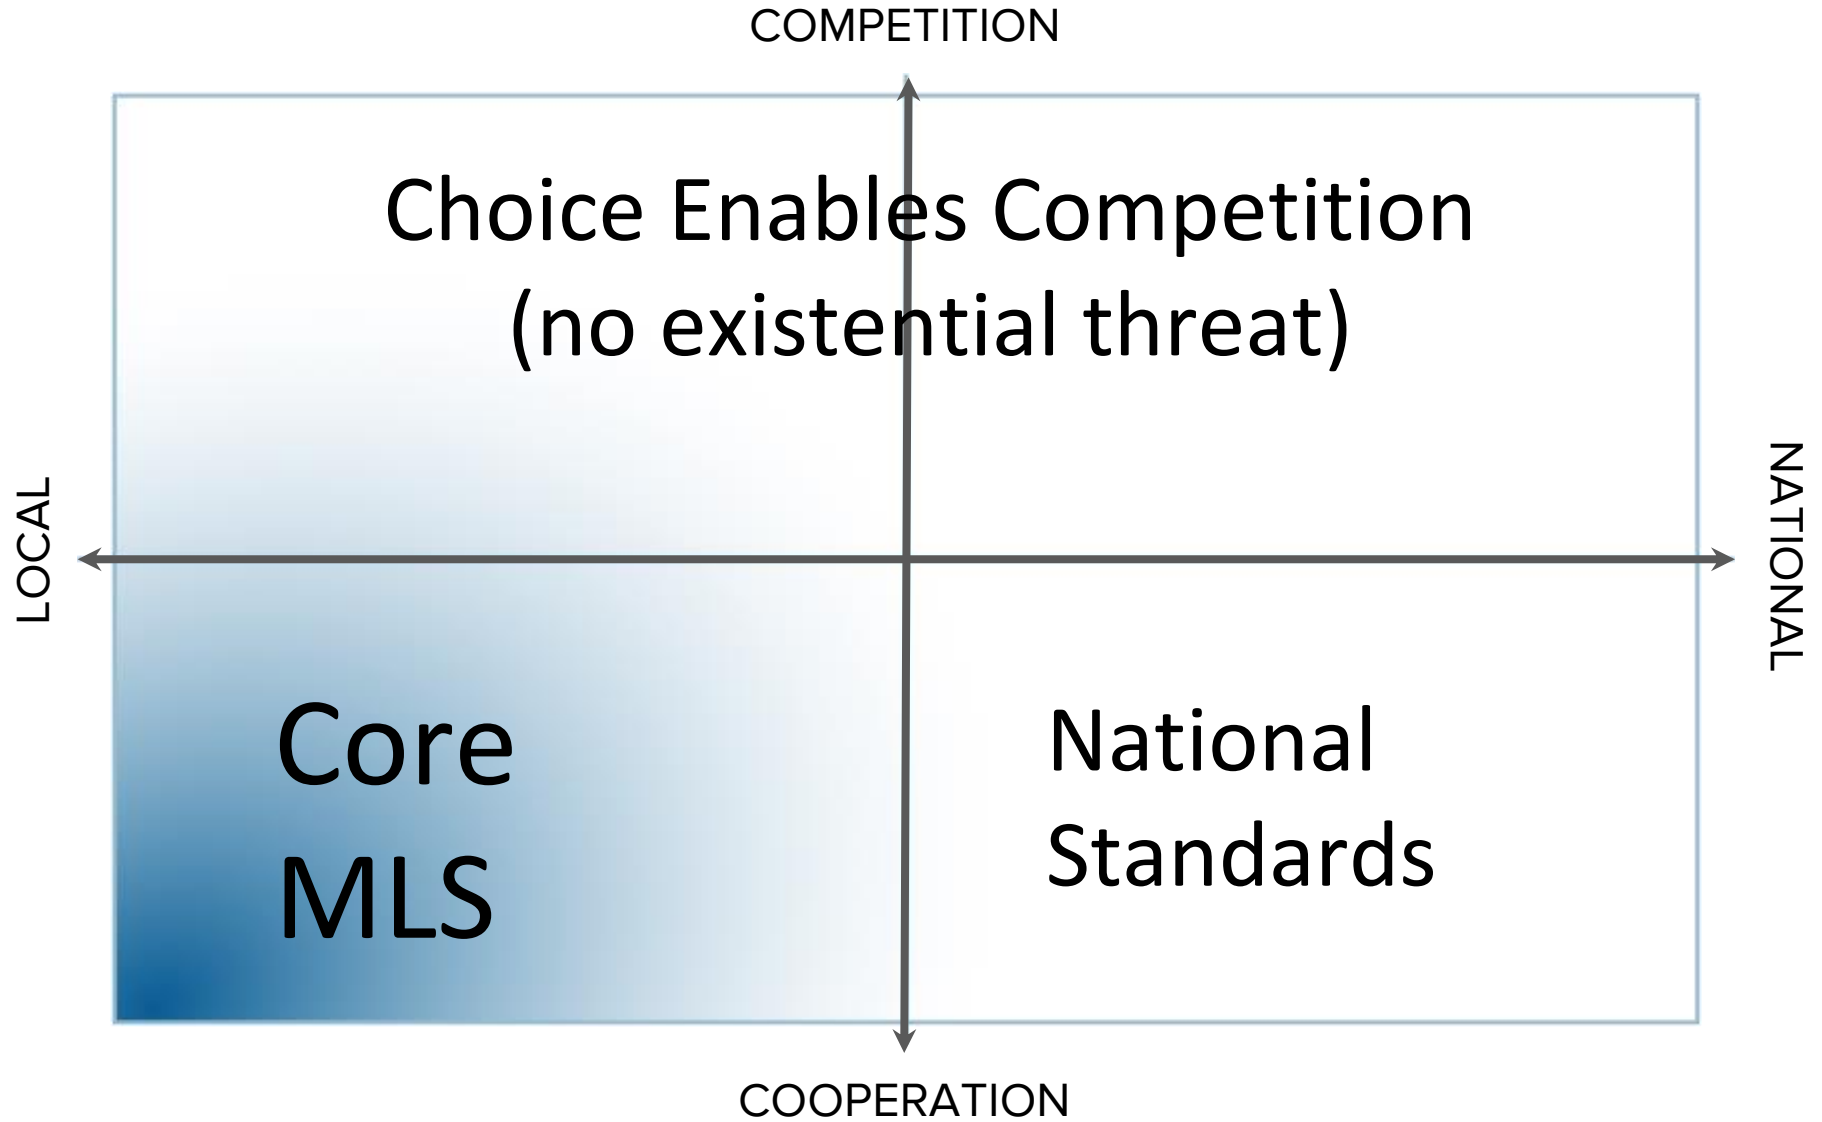 COMPETITION
Choice Enables Competition
(no existential threat)
LOCAL
NATIONAL
Core
MLS
National
Standards
COOPERATION